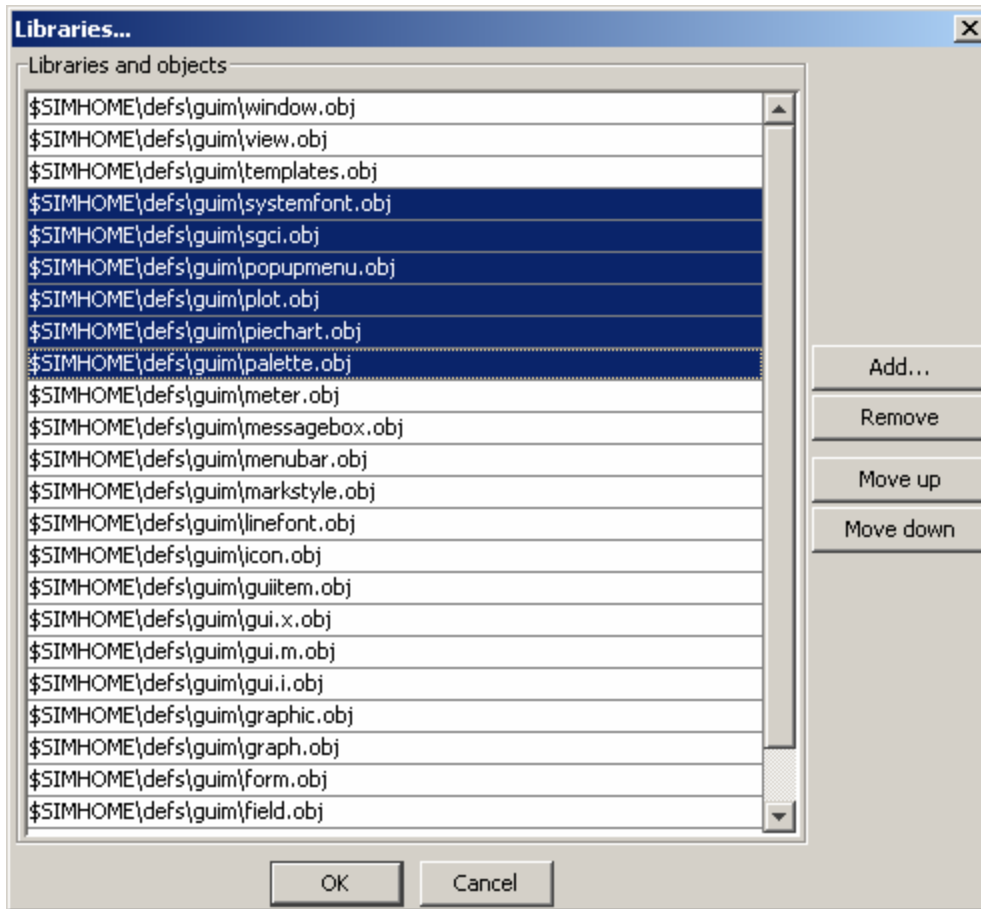 Libraries...
Libraries and objects
$SIMHOME\defs\guim\window.obj
$SIMHOME\defs\guim\view.obj
$SIMHOME\defs\guim\templates.obj
$SIMHOME\defs\guim\systemfont.obj
$SIMHOME\defs\guim\sgci.obj
$SIMHOME\defs\guim\popupmenu.obj
$SIMHOME\defs\guim\plot.obj
$SIMHOME\defs\guim\piechart.obj
$SIMHOME\defs\guim\palette.obj
$SIMHOME\defs\guim\meter.obj
$SIMHOME\defs\guim\messagebox.obj
$SIMHOME\defs\guim\menubar.obj
$SIMHOME\defs\guim\markstyle.obj
$SIMHOME\defs\guim\linefont.obj
$SIMHOME\defs\guim\icon.obj
$SIMHOME\defs\guim\guiitem.obj
$SIMHOME\defs\guim\gui.x.obj
$SIMHOME\defs\guim\gui.m.obj
$SIMHOME\defs\guim\gui.i.obj
$SIMHOME\defs\guim\graphic.obj
$SIMHOME\defs\guim\graph.obj
$SIMHOME\defs\guim\form.obj
$SIMHOME\defs\guim\field.obj
Add...
Remove
Move up
Move down
OK
Cancel